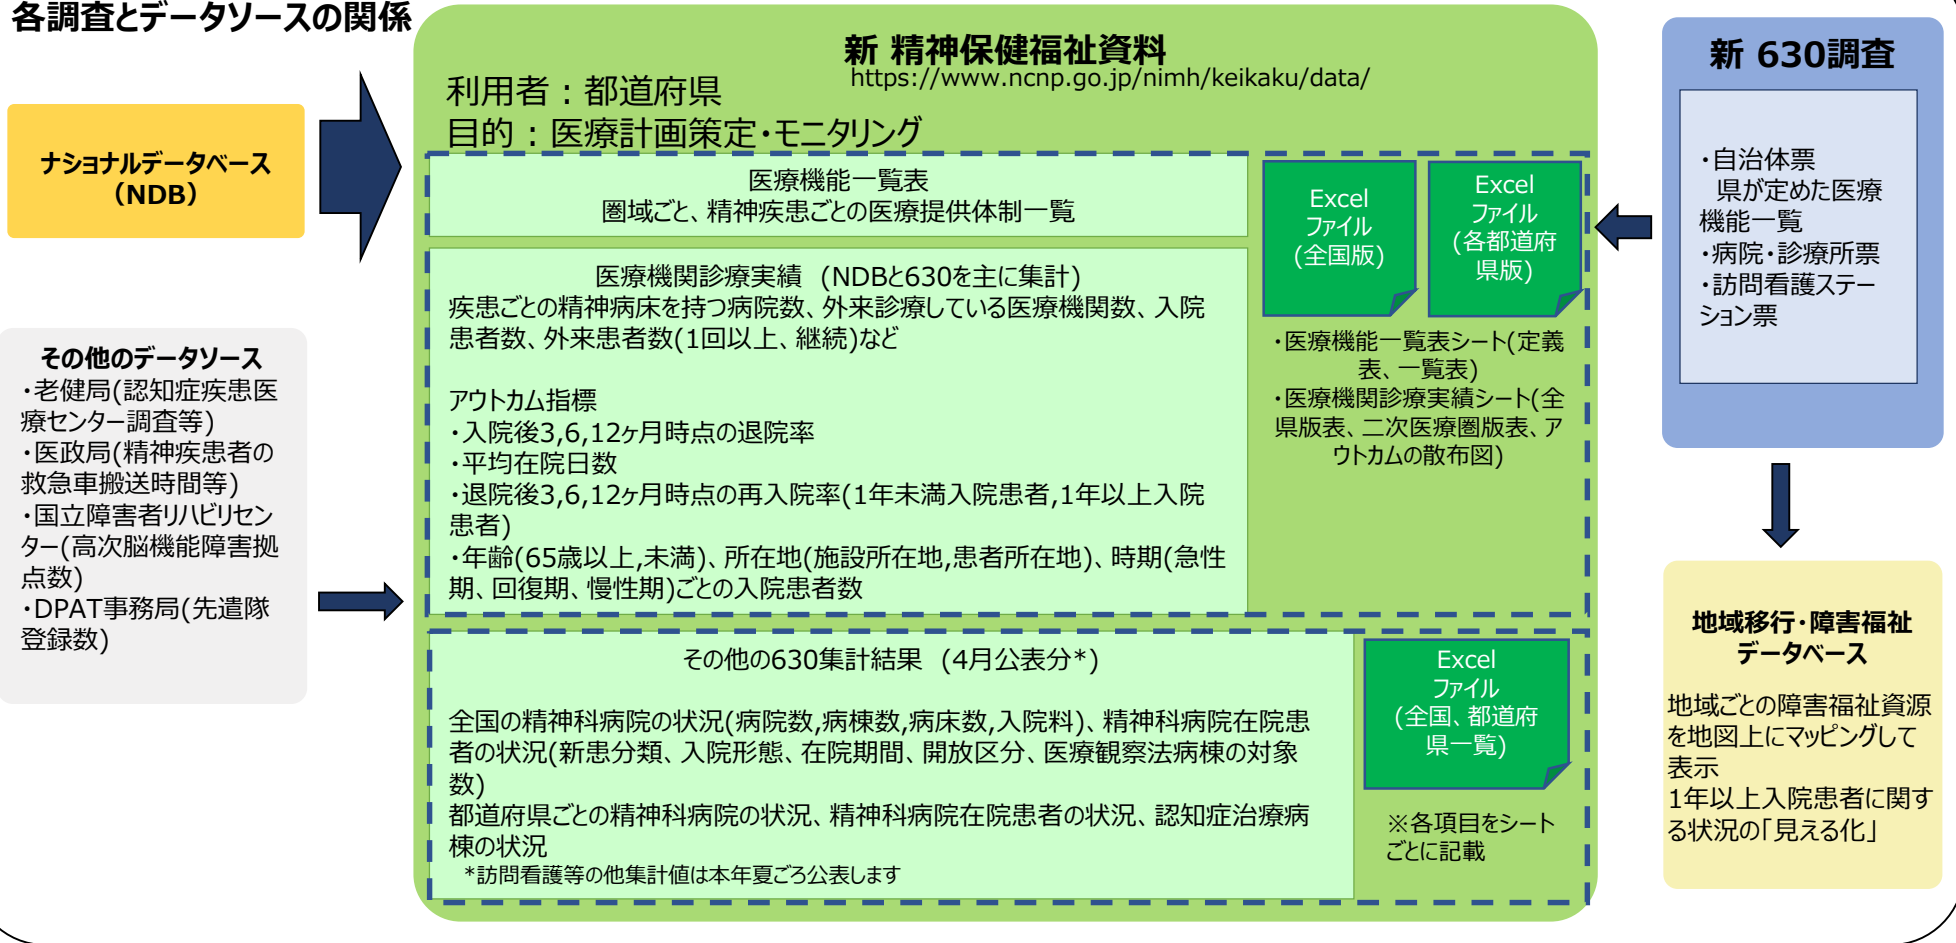 各調査とデータソースの関係
ナショナルデータベース
（NDB）
その他のデータソース
・老健局(認知症疾患医
療センター調査等)
・医政局(精神疾患者の
救急車搬送時間等)
・国立障害者リハビリセン
ター(高次脳機能障害拠
点数)
・DPAT事務局(先遣隊
登録数)
新 精神保健福祉資料
https://www.ncnp.go.jp/nimh/keikaku/data/
利用者：都道府県
目的：医療計画策定・モニタリング
医療機能一覧表
圏域ごと、精神疾患ごとの医療提供体制一覧
医療機関診療実績 (NDBと630を主に集計)
疾患ごとの精神病床を持つ病院数、外来診療している医療機関数、入院
患者数、外来患者数(1回以上、継続)など
アウトカム指標
・入院後3,6,12ヶ月時点の退院率
・平均在院日数
・退院後3,6,12ヶ月時点の再入院率(1年未満入院患者,1年以上入院
患者)
・年齢(65歳以上,未満)、所在地(施設所在地,患者所在地)、時期(急性
期、回復期、慢性期)ごとの入院患者数
Excel
ファイル
(全国版)
Excel
ファイル
(各都道府
県版)
・医療機能一覧表シート(定義
表、一覧表)
・医療機関診療実績シート(全
県版表、二次医療圏版表、ア
ウトカムの散布図)
その他の630集計結果 (4月公表分*)
全国の精神科病院の状況(病院数,病棟数,病床数,入院料)、精神科病院在院患
者の状況(新患分類、入院形態、在院期間、開放区分、医療観察法病棟の対象
数)
都道府県ごとの精神科病院の状況、精神科病院在院患者の状況、認知症治療病
棟の状況
*訪問看護等の他集計値は本年夏ごろ公表します
Excel
ファイル
(全国、都道府
県一覧)
※各項目をシート
ごとに記載
新 630調査
・自治体票
県が定めた医療
機能一覧
・病院・診療所票
・訪問看護ステー
ション票
地域移行・障害福祉
データベース
地域ごとの障害福祉資源
を地図上にマッピングして
表示
1年以上入院患者に関す
る状況の「見える化」